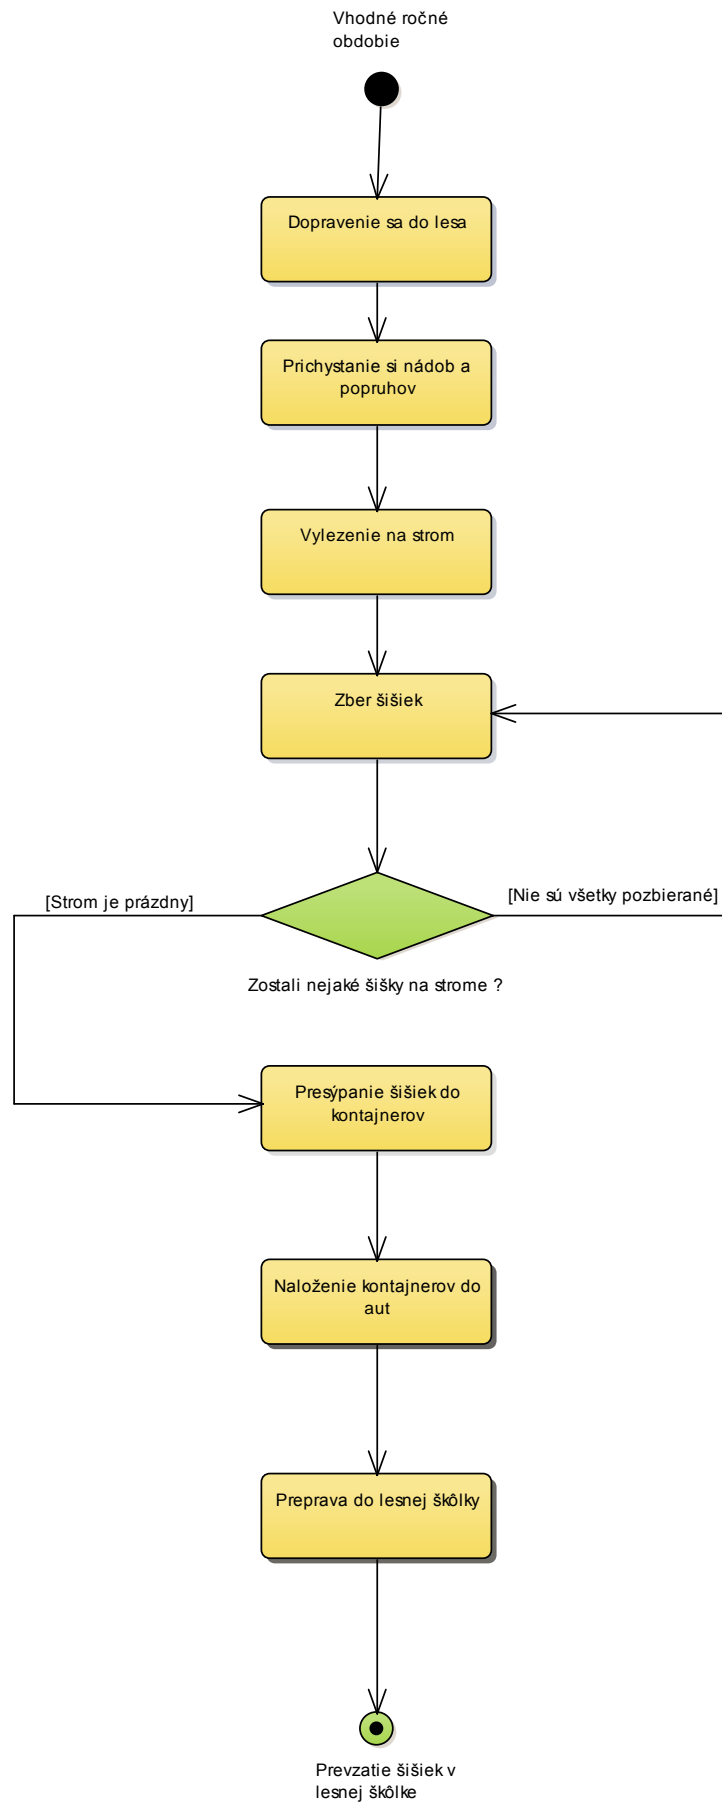 Vhodné ročné
obdobie
Dopravenie sa do lesa
Prichystanie si nádob a
popruhov
Vylezenie na strom
Zber šišiek
[Strom je prázdny]
[Nie sú všetky pozbierané]
Zostali nejaké šišky na strome ?
Presýpanie šišiek do
kontajnerov
Naloženie kontajnerov do
aut
Preprava do lesnej škôlky
Prevzatie šišiek v
lesnej škôlke